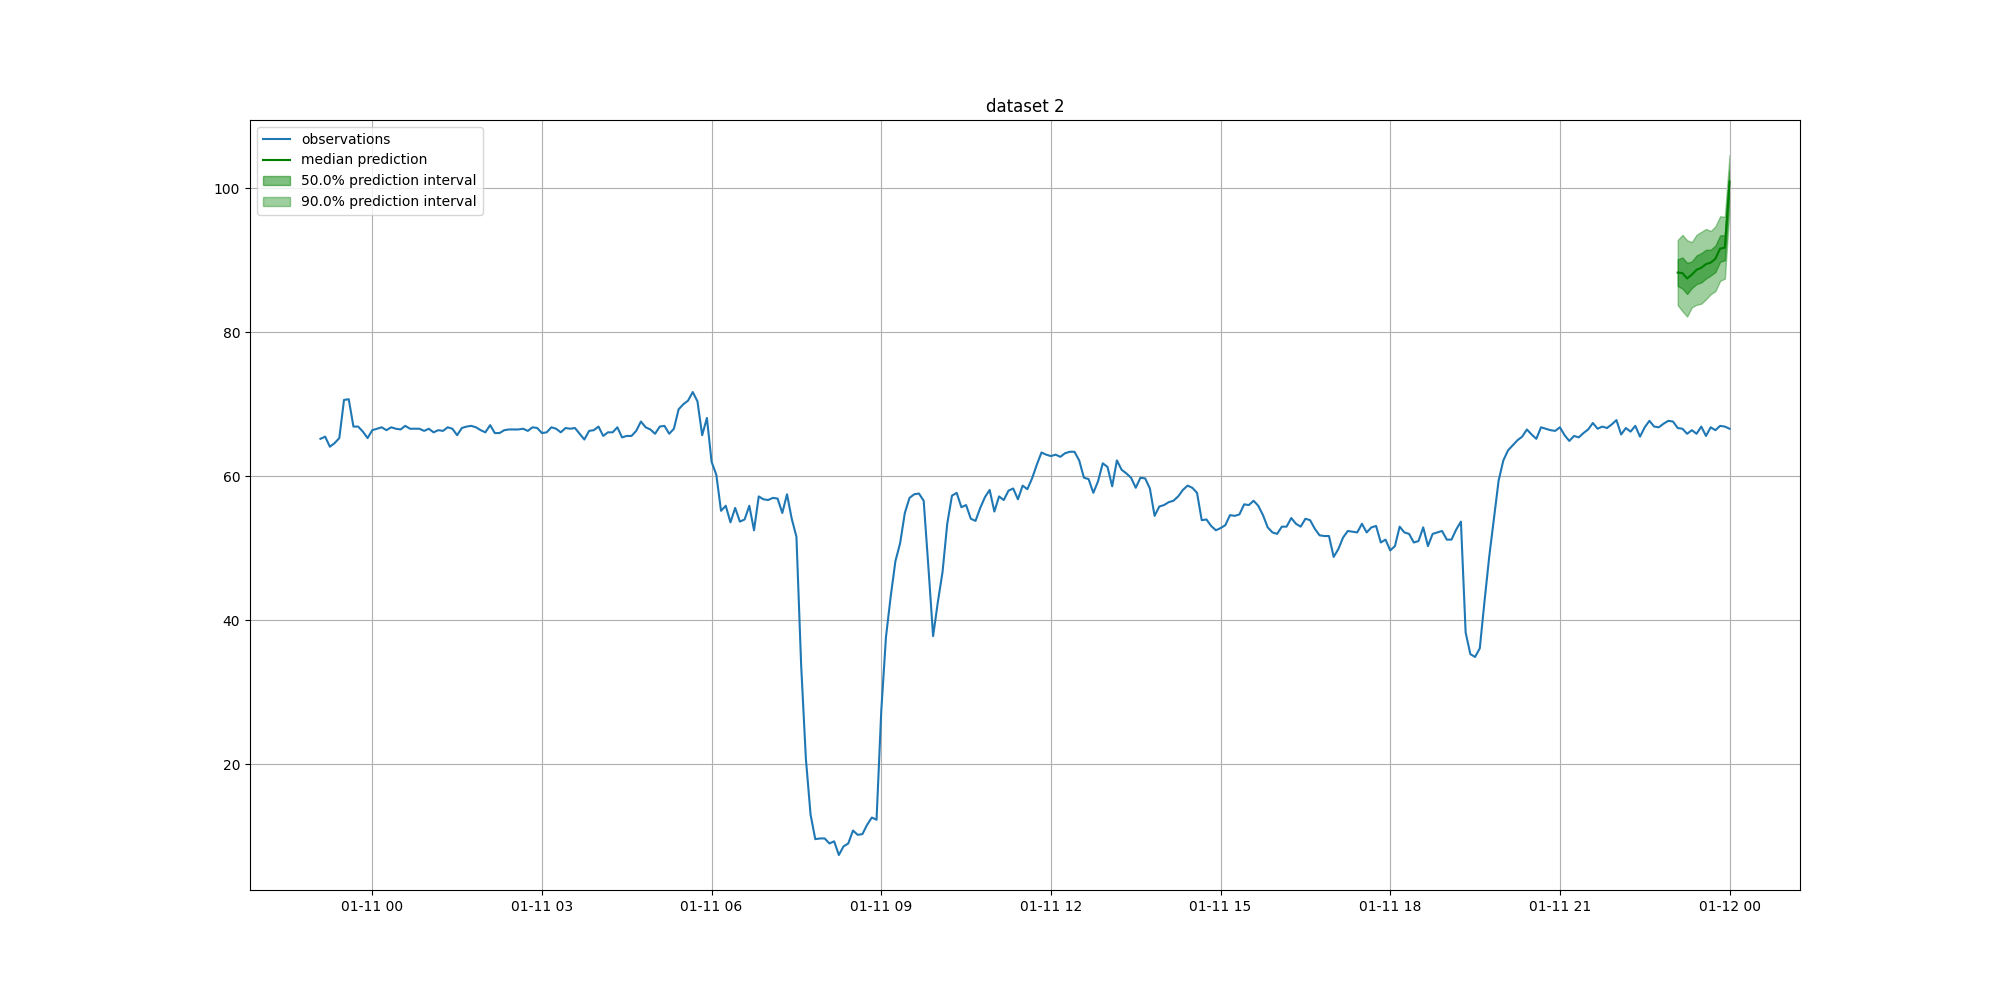 dataset 2
observations
median prediction
50.0% prediction interval
90.0% prediction interval
100
80
60
40
20
01-11 00
01-11 03
01-11 06
01-11 09
01-11 12
01-11 15
01-11 18
01-11 21
01-12 00